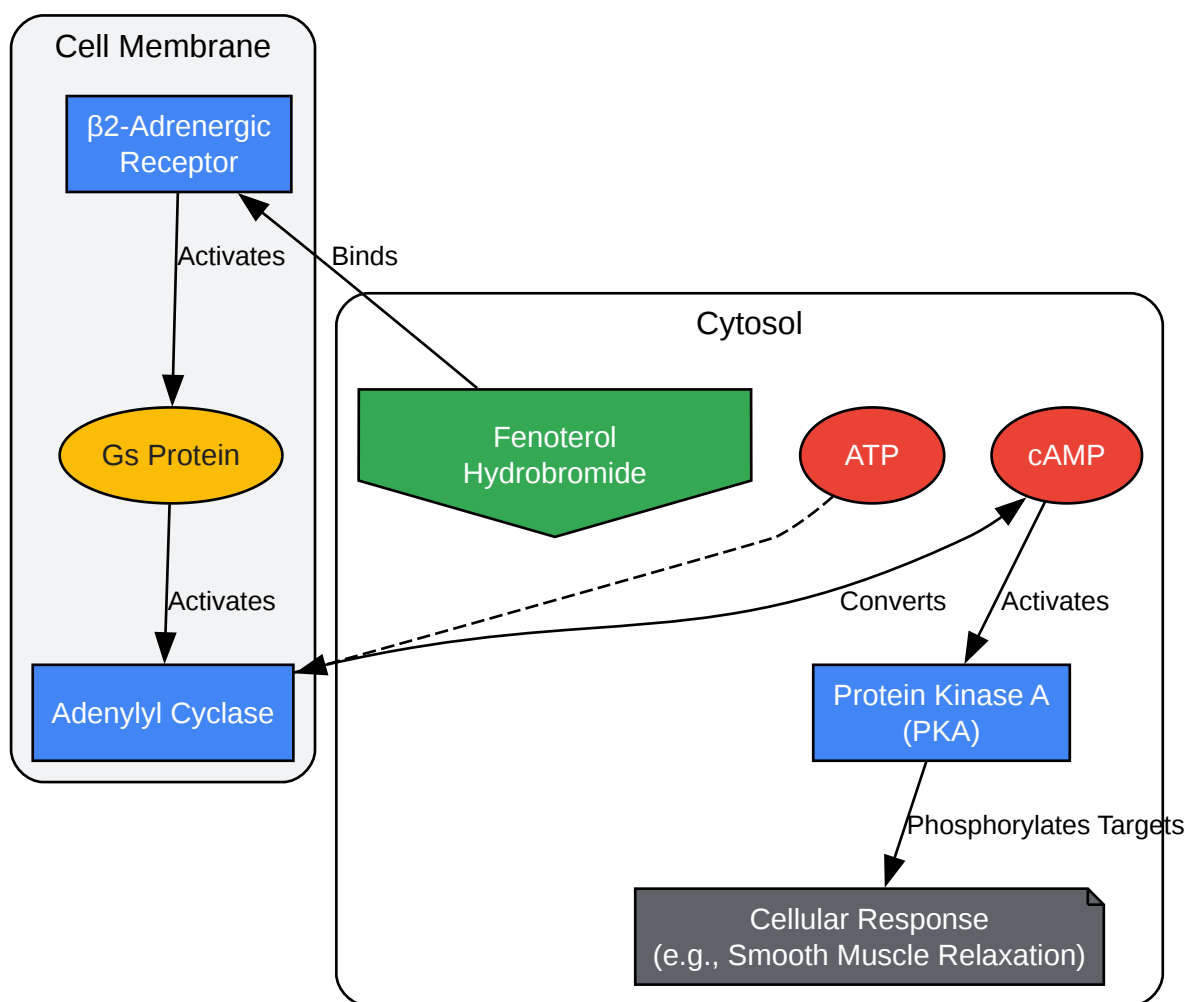 Cell Membrane
β2-Adrenergic
Receptor
Activates
Binds
Cytosol
Gs Protein
Fenoterol
Hydrobromide
ATP
cAMP
Activates
Converts
Activates
Adenylyl Cyclase
Protein Kinase A
(PKA)
Phosphorylates Targets
Cellular Response
(e.g., Smooth Muscle Relaxation)